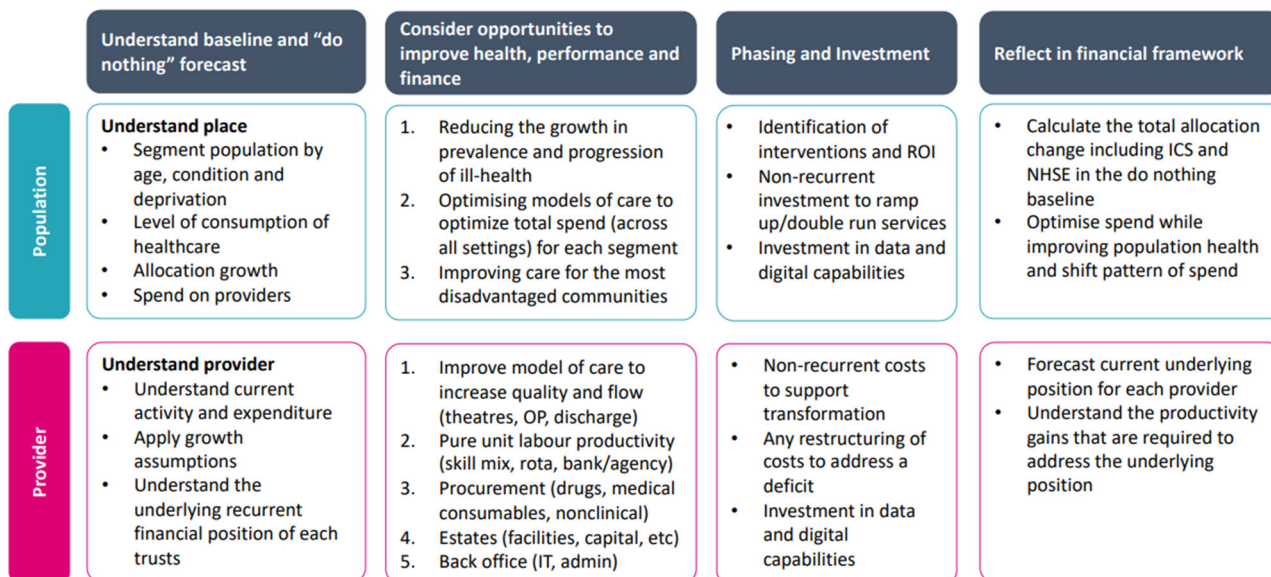 Understand baseline and “do
nothing” forecast
Consider opportunities to
improve health, performance and
finance
Phasing and Investment
Reflect in financial framework
Population
Understand place
• Segment population by
age, condition and
deprivation
• Level of consumption of
healthcare
• Allocation growth
• Spend on providers
1. Reducing the growth in
prevalence and progression
of ill-health
2. Optimising models of care to
optimize total spend (across
all settings) for each segment
3. Improving care for the most
disadvantaged communities
• Identification of
interventions and ROI
• Non-recurrent
investment to ramp
up/double run services
• Investment in data and
digital capabilities
• Calculate the total allocation
change including ICS and
NHSE in the do nothing
baseline
• Optimise spend while
improving population health
and shift pattern of spend
Provider
Understand provider
• Understand current
activity and expenditure
• Apply growth
assumptions
• Understand the
underlying recurrent
financial position of each
trusts
1. Improve model of care to
increase quality and flow
(theatres, OP, discharge)
2. Pure unit labour productivity
(skill mix, rota, bank/agency)
3. Procurement (drugs, medical
consumables, nonclinical)
4. Estates (facilities, capital, etc)
5. Back office (IT, admin)
• Non-recurrent costs
to support
transformation
• Any restructuring of
costs to address a
deficit
• Investment in data
and digital
capabilities
• Forecast current underlying
position for each provider
• Understand the productivity
gains that are required to
address the underlying
position